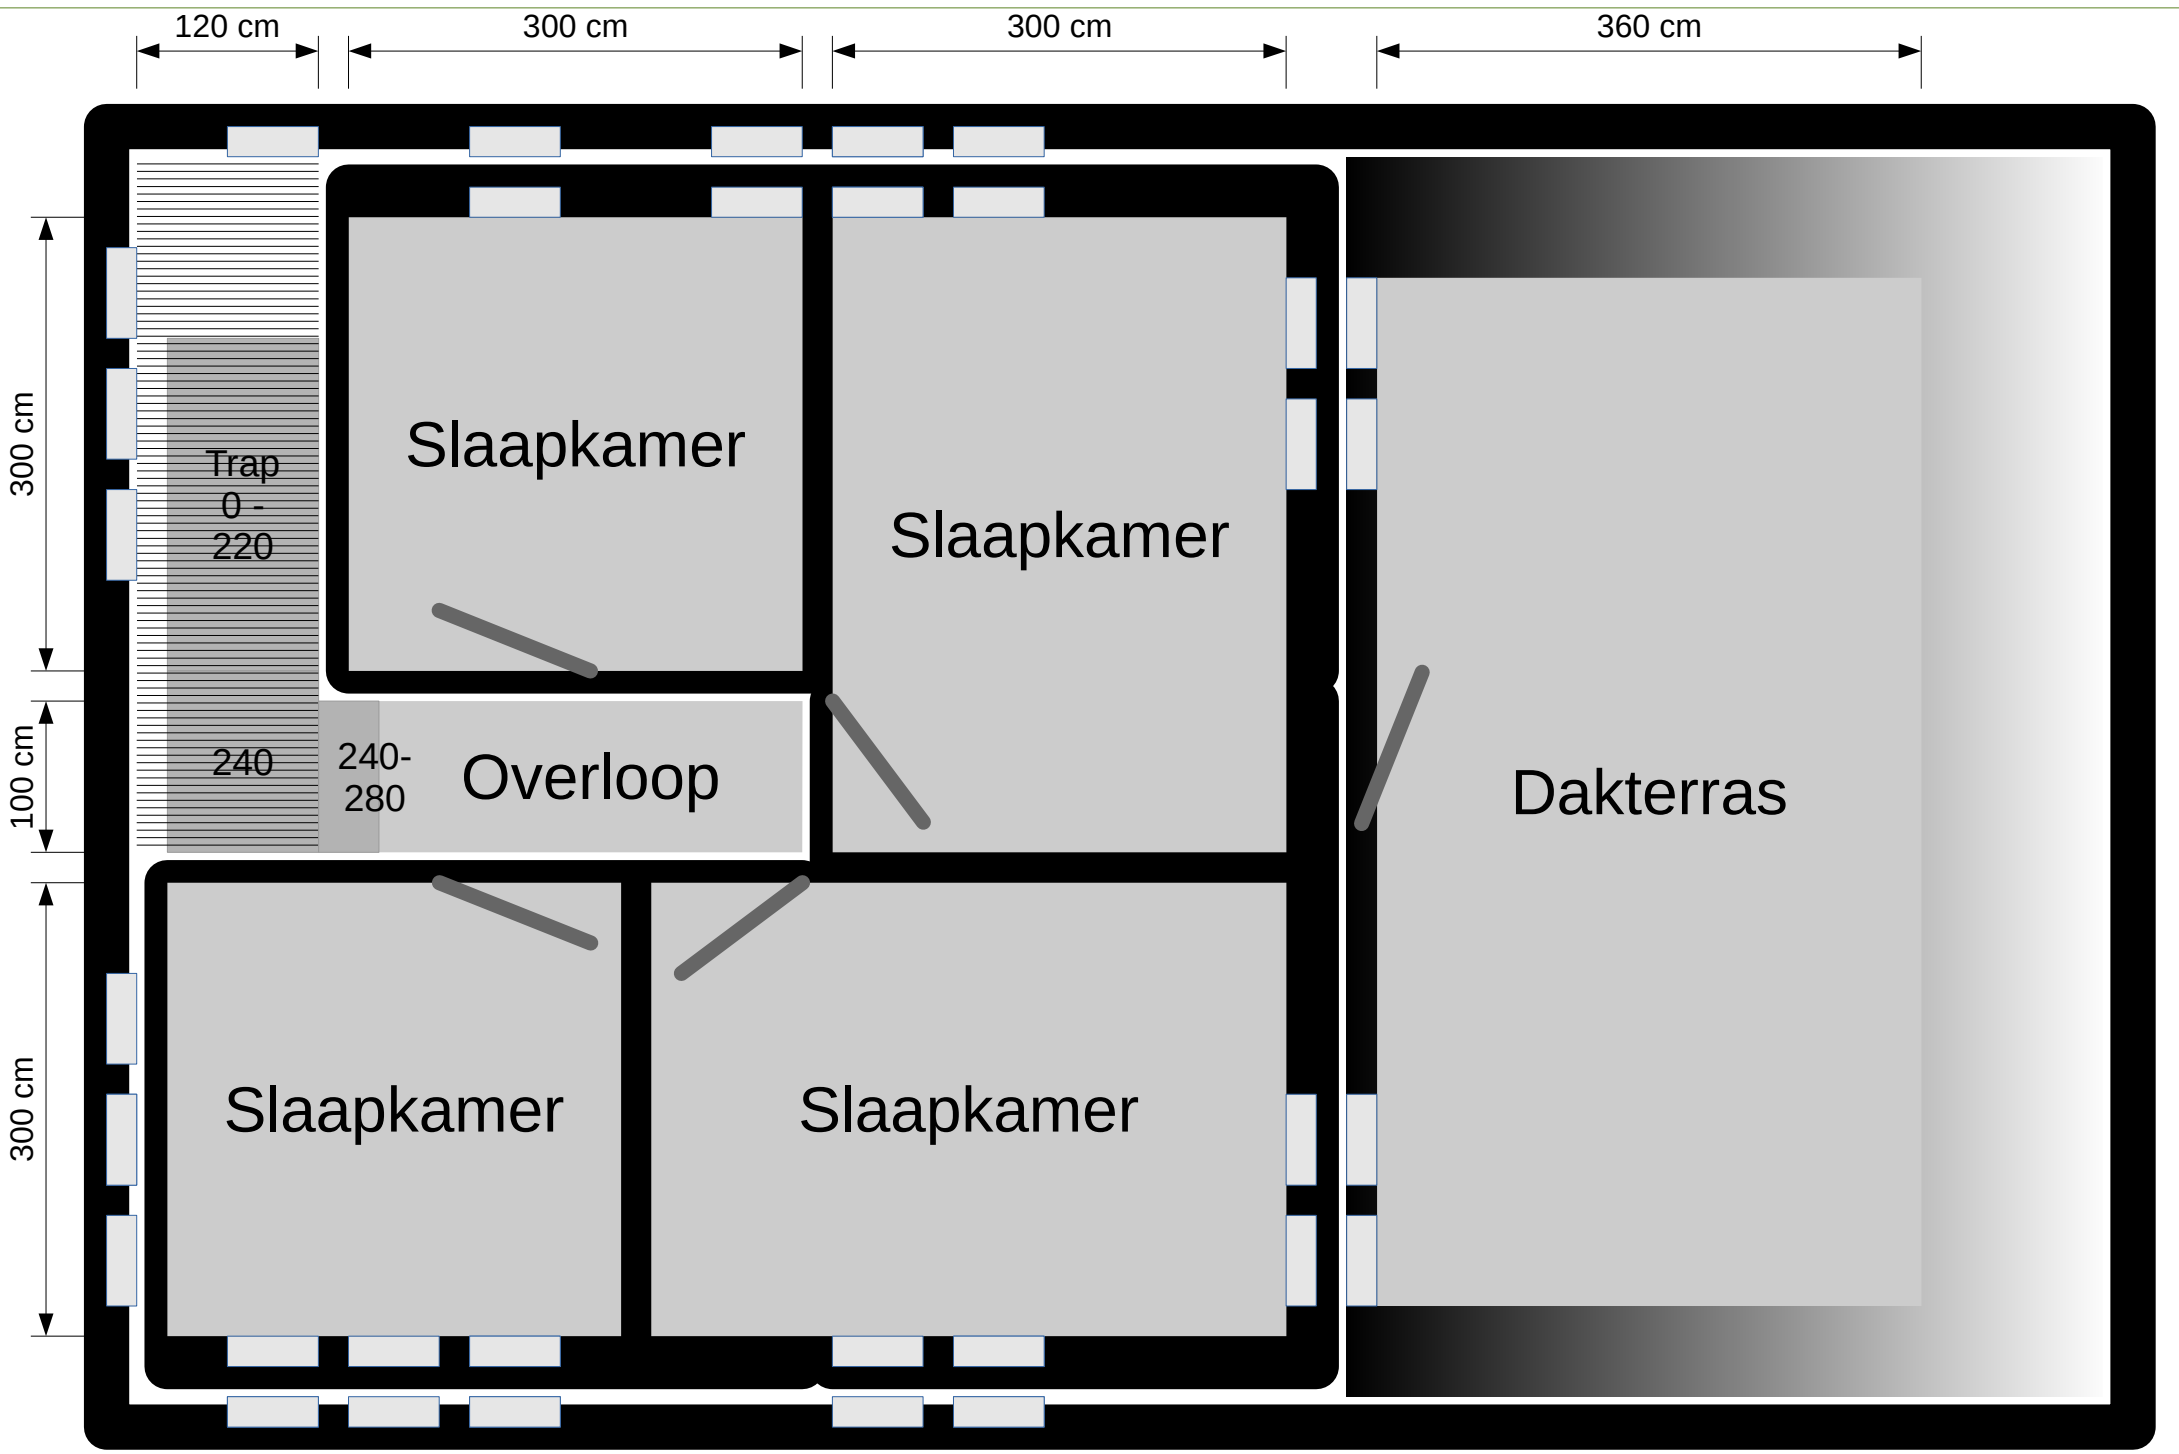 120 cm
300 cm
300 cm
360 cm
300 cm
100 cm
300 cm
Slaapkamer
Slaapkamer
Trap
0 -
220
240
240-
280
Overloop
Dakterras
Slaapkamer
Slaapkamer